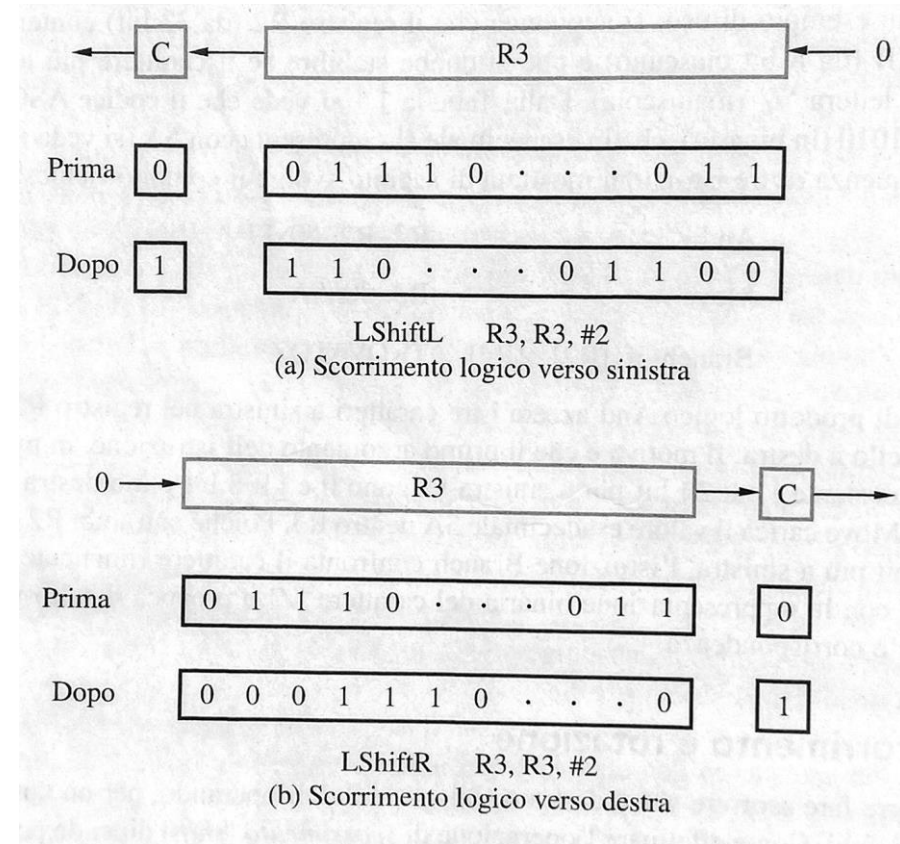 C R3 0
Prima 0 0 1 1 1 0 · · · 0 1 1
Dopo 1 1 1 0 · · · 0 1 1 0 0
LShiftL R3, R3, #2
(a) Scorrimento logico verso sinistra
0 R3 C
Prima 0 1 1 1 0 · · · 0 1 1 0
Dopo 0 0 0 1 1 1 0 · · · 0 1
LShiftR R3, R3, #2
(b) Scorrimento logico verso destra